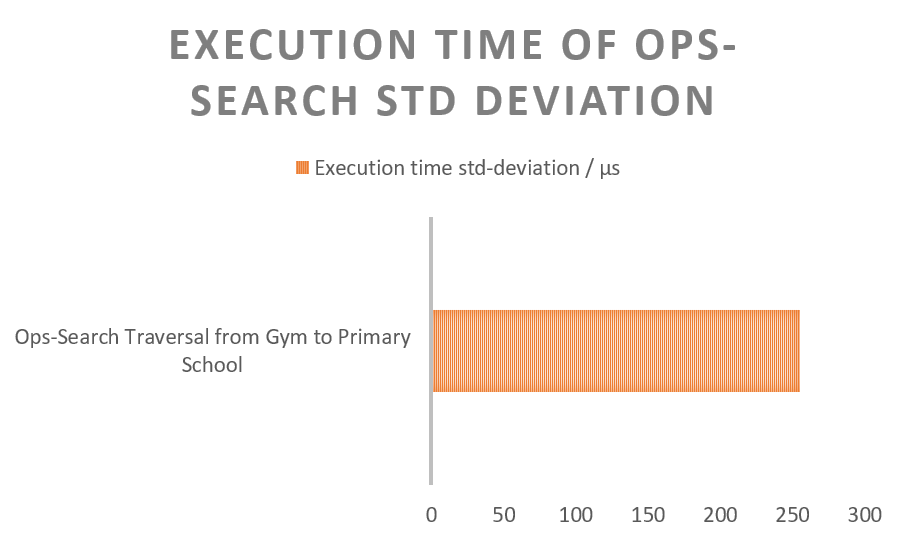 EXECUTION TIME OF OPS-
SEARCH STD DEVIATION
Execution time std-deviation / µs
Ops-Search Traversal from Gym to Primary
School
0 50 100 150 200 250 300